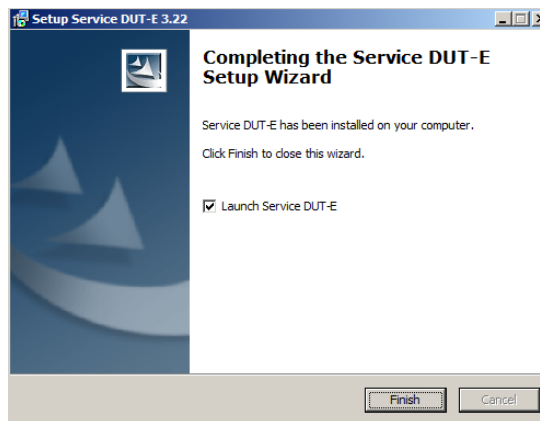 Setup Service DUT-E 3.22
Completing the Service DUT-E
Setup Wizard
Service DUT-E has been installed on your computer.
Click Finish to close this wizard.
Launch Service DUT-E
Finish
Cancel